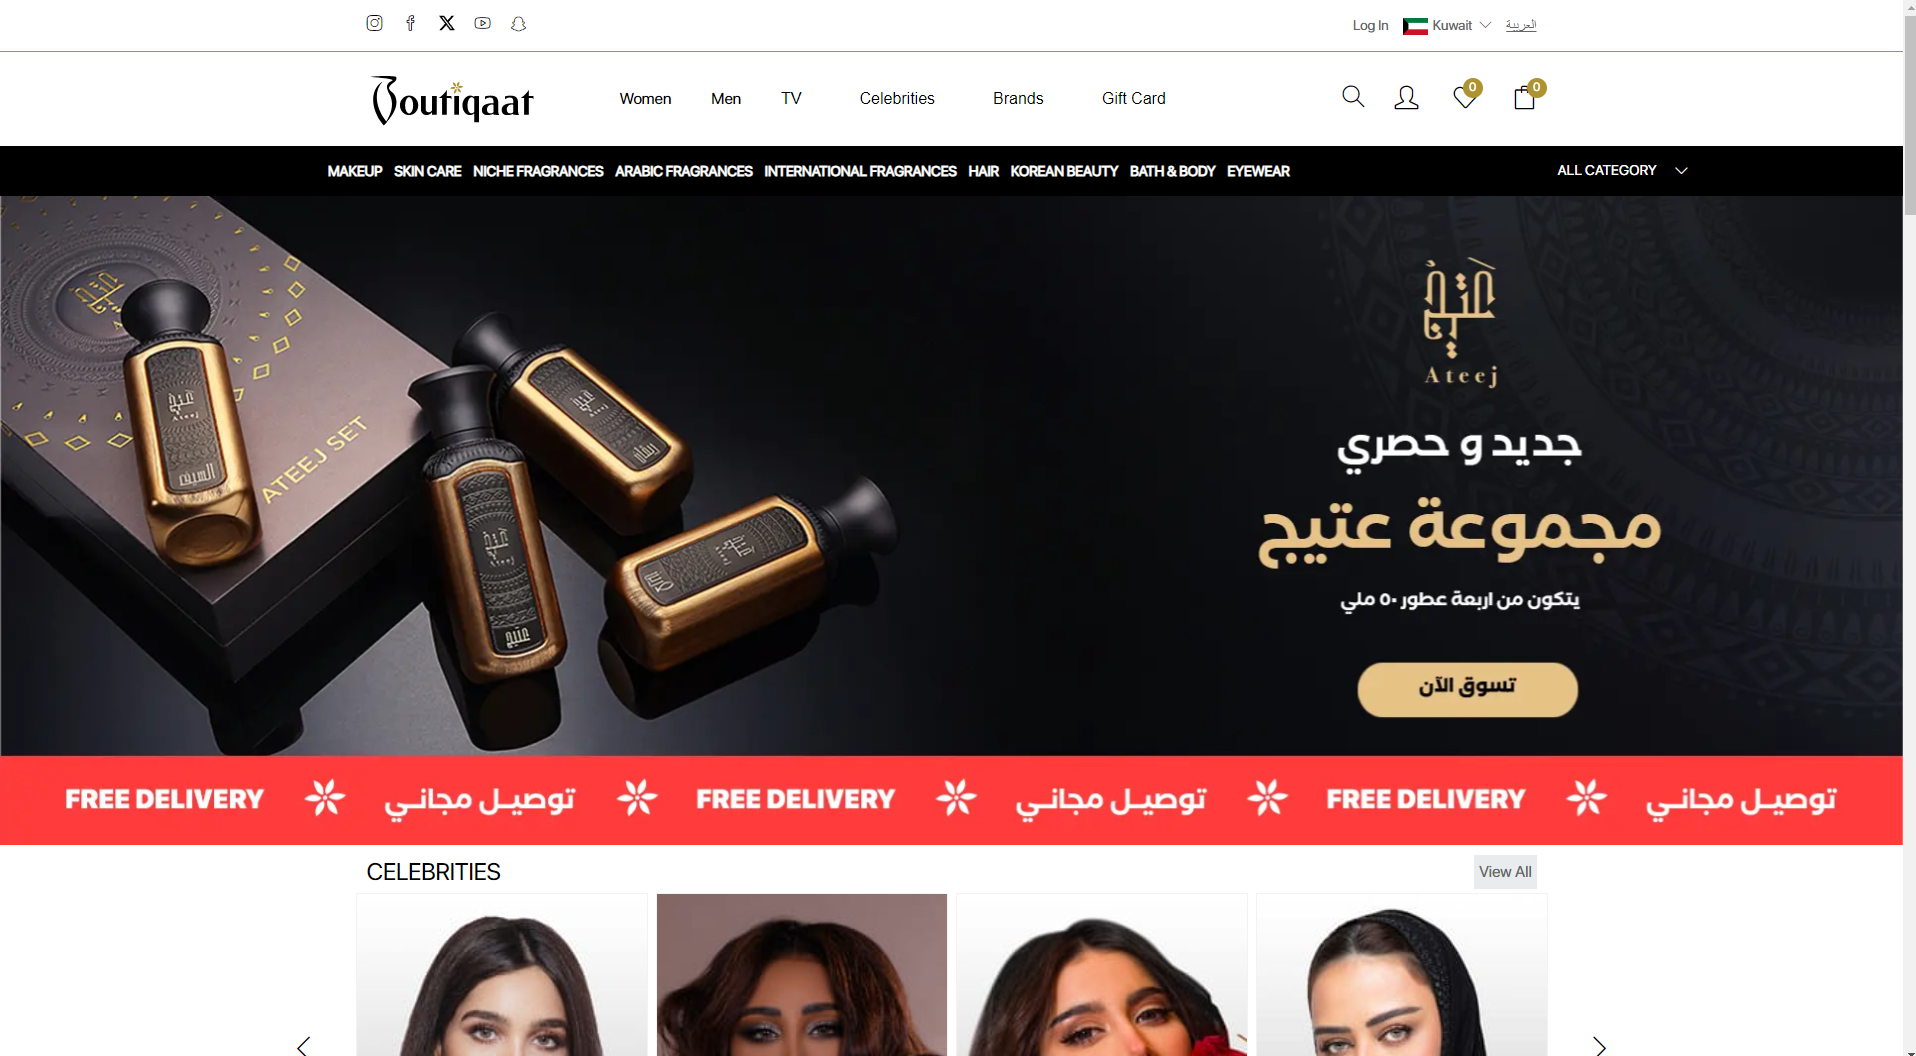 Log In Kuwait العربية
Boutiqaat
Women Men TV Celebrities Brands Gift Card
0 0
MAKEUP SKIN CARE NICHE FRAGRANCES ARABIC FRAGRANCES INTERNATIONAL FRAGRANCES HAIR KOREAN BEAUTY BATH & BODY EYEWEAR ALL CATEGORY
عتيج
Ateej
ATEEJ SET
جديد و حصري
مجموعة عتيج
يتكون من اربعة عطور ٥٠ ملي
تسوق الآن
FREE DELIVERY توصيل مجاني FREE DELIVERY توصيل مجاني FREE DELIVERY توصيل مجاني
CELEBRITIES
View All